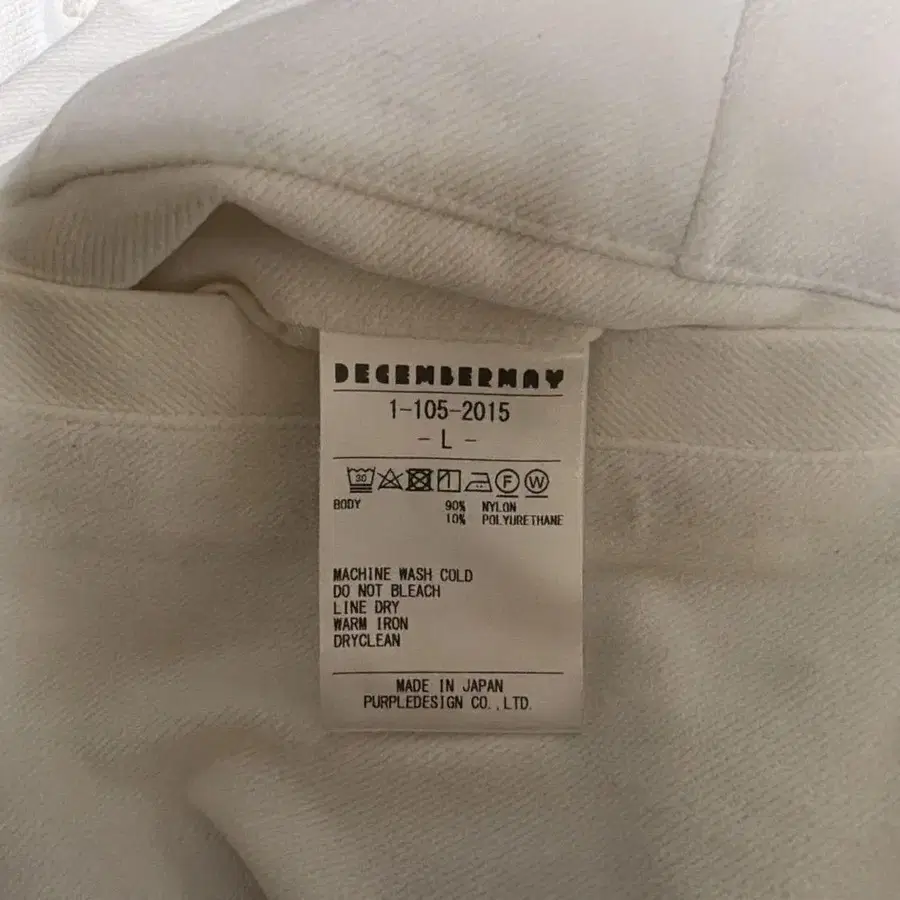 DECEMBERMAY
1-105-2015
- L -
30 F W
BODY 90% NYLON
10% POLYURETHANE
MACHINE WASH COLD
DO NOT BLEACH
LINE DRY
WARM IRON
DRYCLEAN
MADE IN JAPAN
PURPLEDESIGN CO.,LTD.